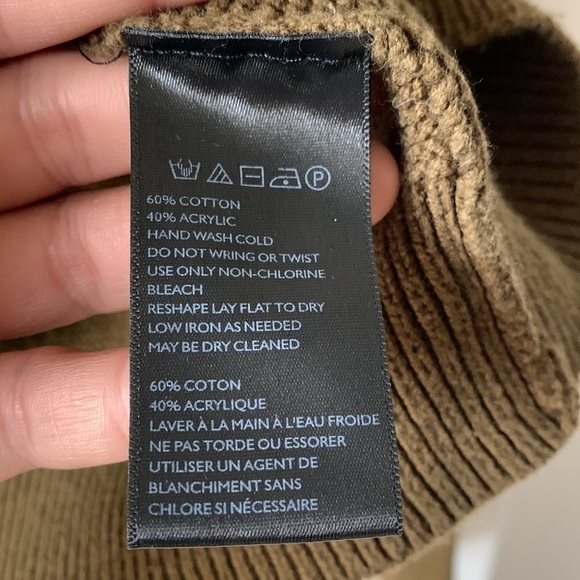 P
60% COTTON
40% ACRYLIC
HAND WASH COLD
DO NOT WRING OR TWIST
USE ONLY NON-CHLORINE
BLEACH
RESHAPE LAY FLAT TO DRY
LOW IRON AS NEEDED
MAY BE DRY CLEANED
60% COTON
40% ACRYLIQUE
LAVER À LA MAIN À L'EAU FROIDE
NE PAS TORDE OU ESSORER
UTILISER UN AGENT DE
BLANCHIMENT SANS
CHLORE SI NÉCESSAIRE